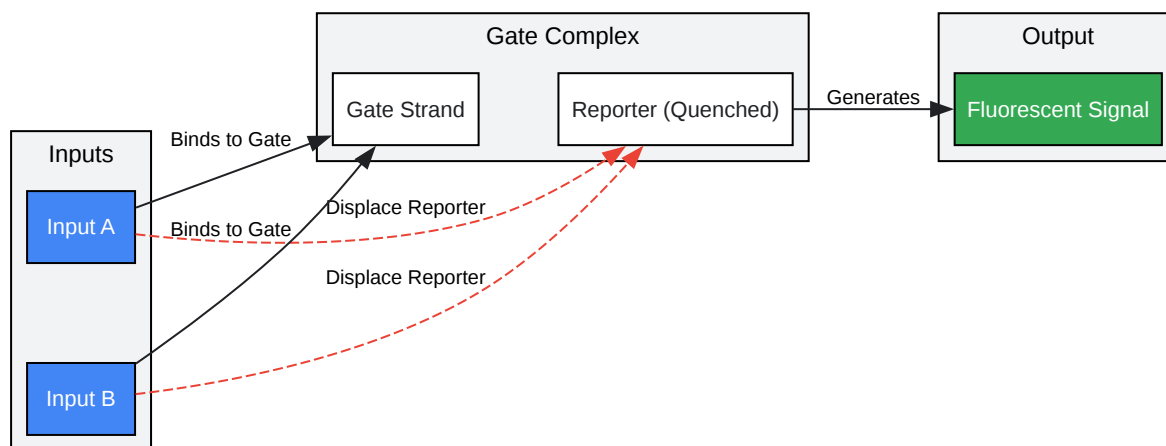 Gate Complex
Output
Gate Strand
Reporter (Quenched)
Generates
Fluorescent Signal
Binds to Gate
Inputs
Input A
Displace Reporter
Binds to Gate
Displace Reporter
Input B